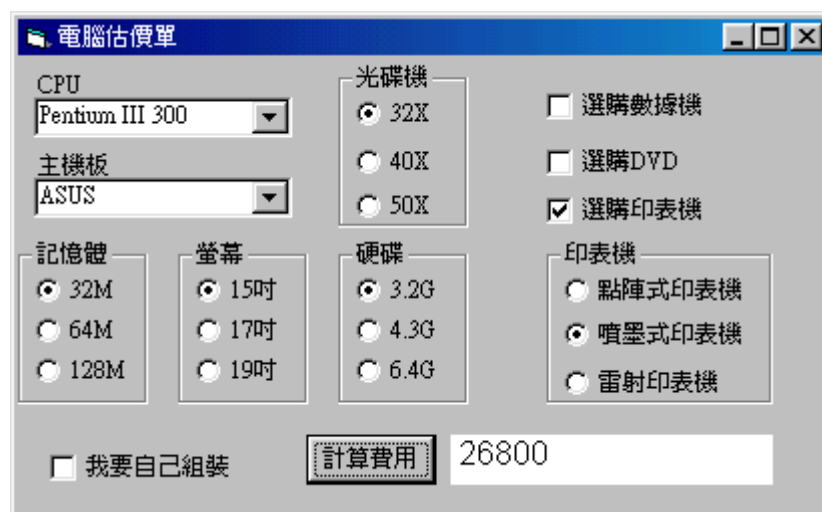 電腦估價單
CPU
Pentium III 300
主機板
ASUS
光碟機
32X
40X
50X
選購數據機
選購DVD
選購印表機
記憶體
32M
64M
128M
螢幕
15吋
17吋
19吋
硬碟
3.2G
4.3G
6.4G
印表機
點陣式印表機
噴墨式印表機
雷射印表機
我要自己組裝
計算費用
26800